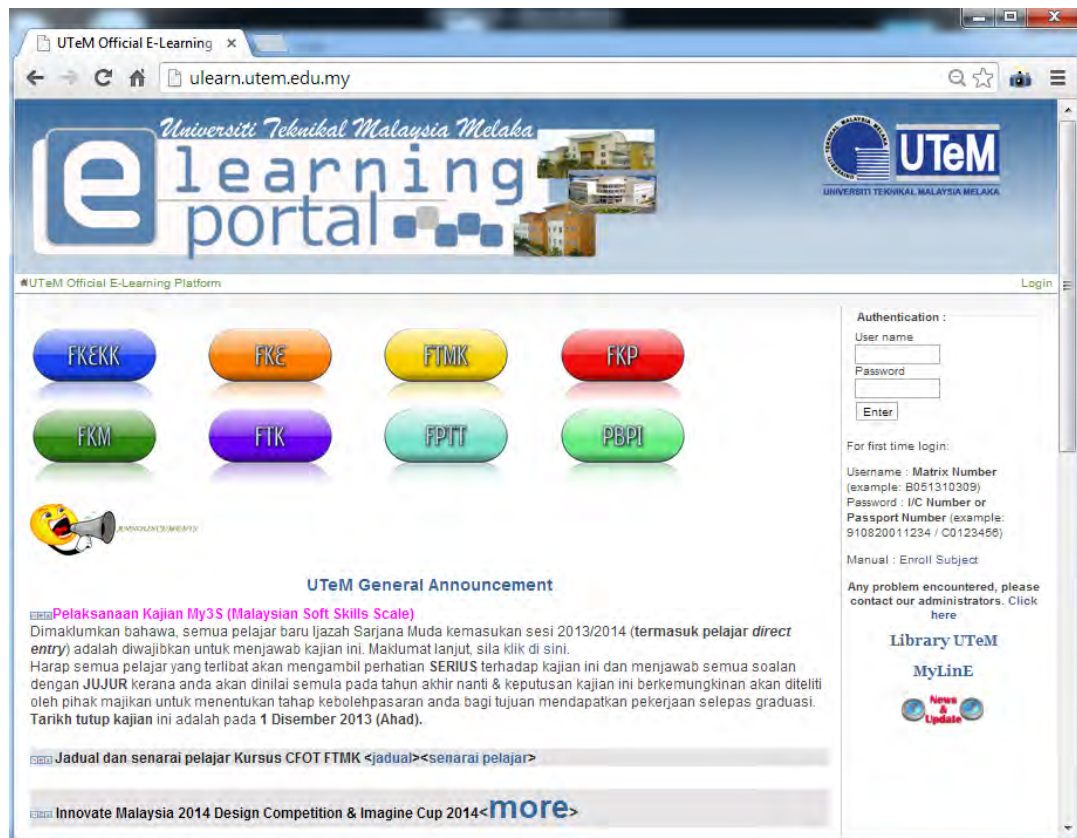 UTeM Official E-Learning
ulearn.utem.edu.my
Universiti Teknikal Malaysia Melaka
e learning
portal
UTeM
UNIVERSITI TEKNIKAL MALAYSIA MELAKA
UTeM Official E-Learning Platform
Login
FKEKK
FKE
FTMK
FKP
FKM
FTK
FPTT
PBPI
ANNOUNCEMENTS
UTeM General Announcement
Pelaksanaan Kajian My3S (Malaysian Soft Skills Scale)
Dimaklumkan bahawa, semua pelajar baru Ijazah Sarjana Muda kemasukan sesi 2013/2014 (termasuk pelajar direct
entry) adalah diwajibkan untuk menjawab kajian ini. Maklumat lanjut, sila klik di sini.
Harap semua pelajar yang terlibat akan mengambil perhatian SERIUS terhadap kajian ini dan menjawab semua soalan
dengan JUJUR kerana anda akan dinilai semula pada tahun akhir nanti & keputusan kajian ini berkemungkinan akan diteliti
oleh pihak majikan untuk menentukan tahap kebolehpasaran anda bagi tujuan mendapatkan pekerjaan selepas graduasi.
Tarikh tutup kajian ini adalah pada 1 Disember 2013 (Ahad).
Jadual dan senarai pelajar Kursus CFOT FTMK <jadual><senarai pelajar>
Innovate Malaysia 2014 Design Competition & Imagine Cup 2014<more>
Authentication :
User name
Password
Enter
For first time login:
Username : Matrix Number
(example: B051310309)
Password : I/C Number or
Passport Number (example:
910820011234 / C0123456)
Manual : Enroll Subject
Any problem encountered, please
contact our administrators. Click
here
Library UTeM
MyLinE
News
&
Update